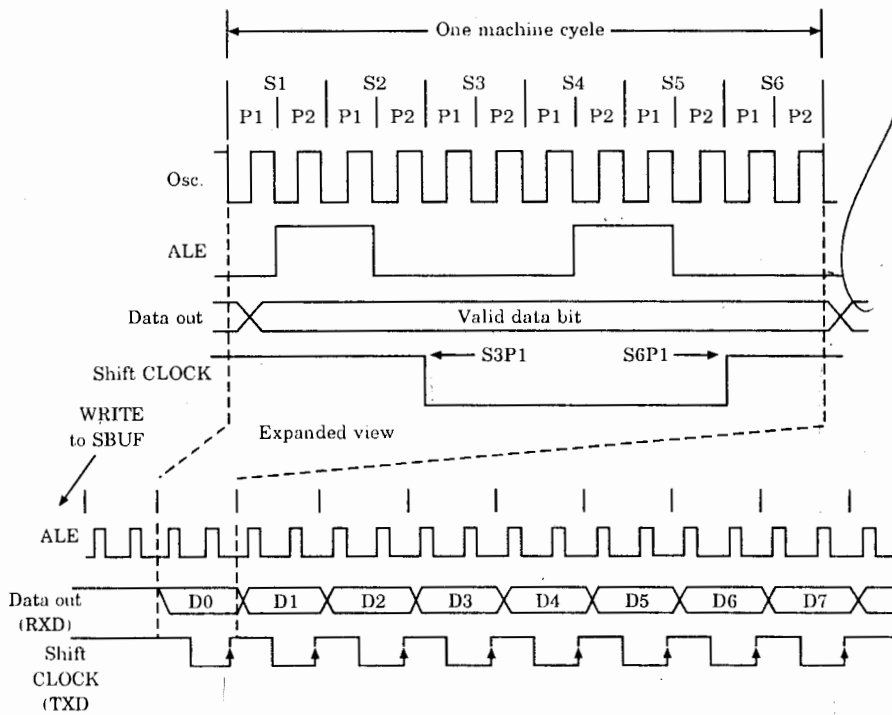 One machine cycle
S1 S2 S3 S4 S5 S6
P1 P2 P1 P2 P1 P2 P1 P2 P1 P2 P1 P2
Osc.
ALE
Data out
Valid data bit
Shift CLOCK
S3P1
S6P1
WRITE
to SBUF
Expanded view
ALE
Data out
(RXD)
D0 D1 D2 D3 D4 D5 D6 D7
Shift
CLOCK
(TXD